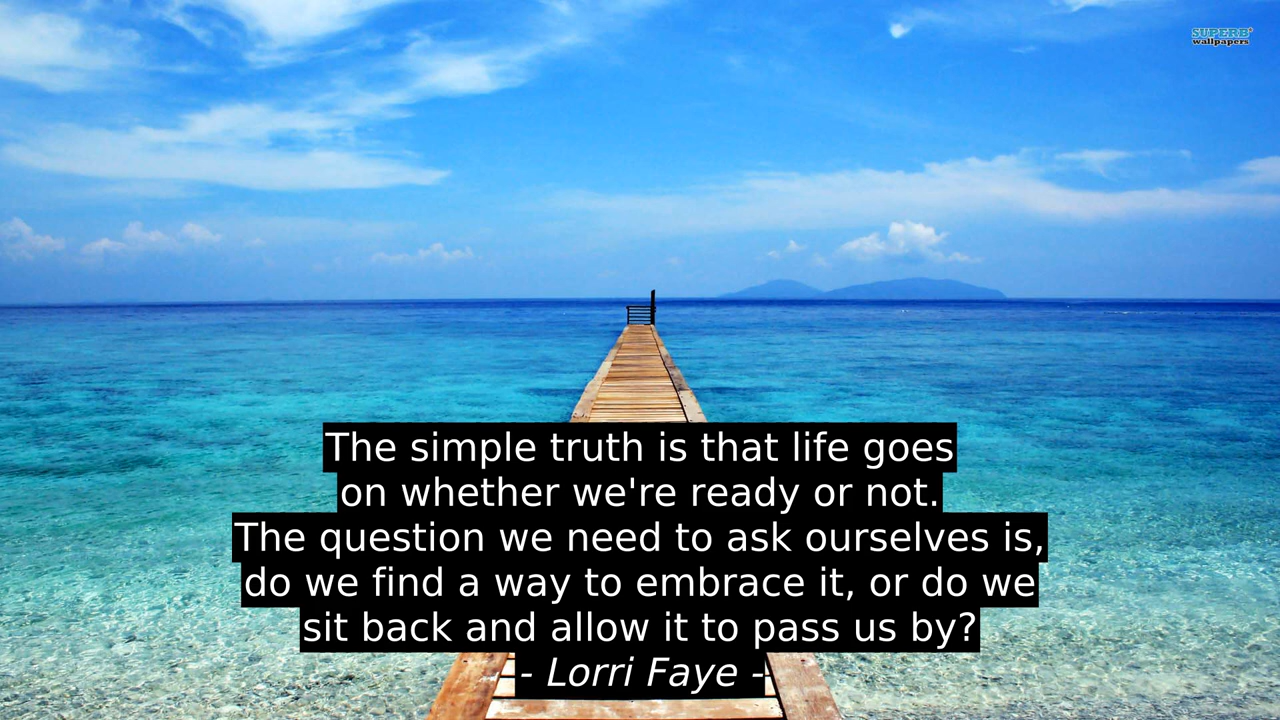 SUPERB
wallpapers
The simple truth is that life goes
on whether we're ready or not.
The question we need to ask ourselves is,
do we find a way to embrace it, or do we
sit back and allow it to pass us by?
- Lorri Faye -